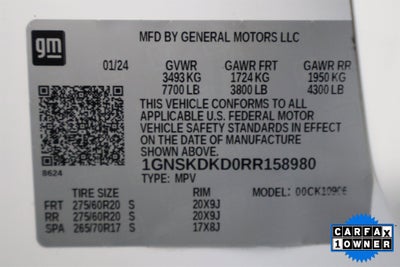 gm
MFD BY GENERAL MOTORS LLC
01/24 GVWR GAWR FRT GAWR RR
3493 KG 1724 KG 1950 KG
7700 LB 3800 LB 4300 LB
THIS VEHICLE CONFORMS TO ALL
APPLICABLE U.S. FEDERAL MOTOR
VEHICLE SAFETY STANDARDS IN EFFECT
ON THE DATE OF MANUFACTURE
SHOWN ABOVE.
1GNSKDKD0RR158980
8624
TYPE: MPV
TIRE SIZE RIM MODEL:
FRT 275/60R20 S 20X9J
RR 275/60R20 S 20X9J
SPA 265/70R17 S 17X8J
CARFAX
1 OWNER